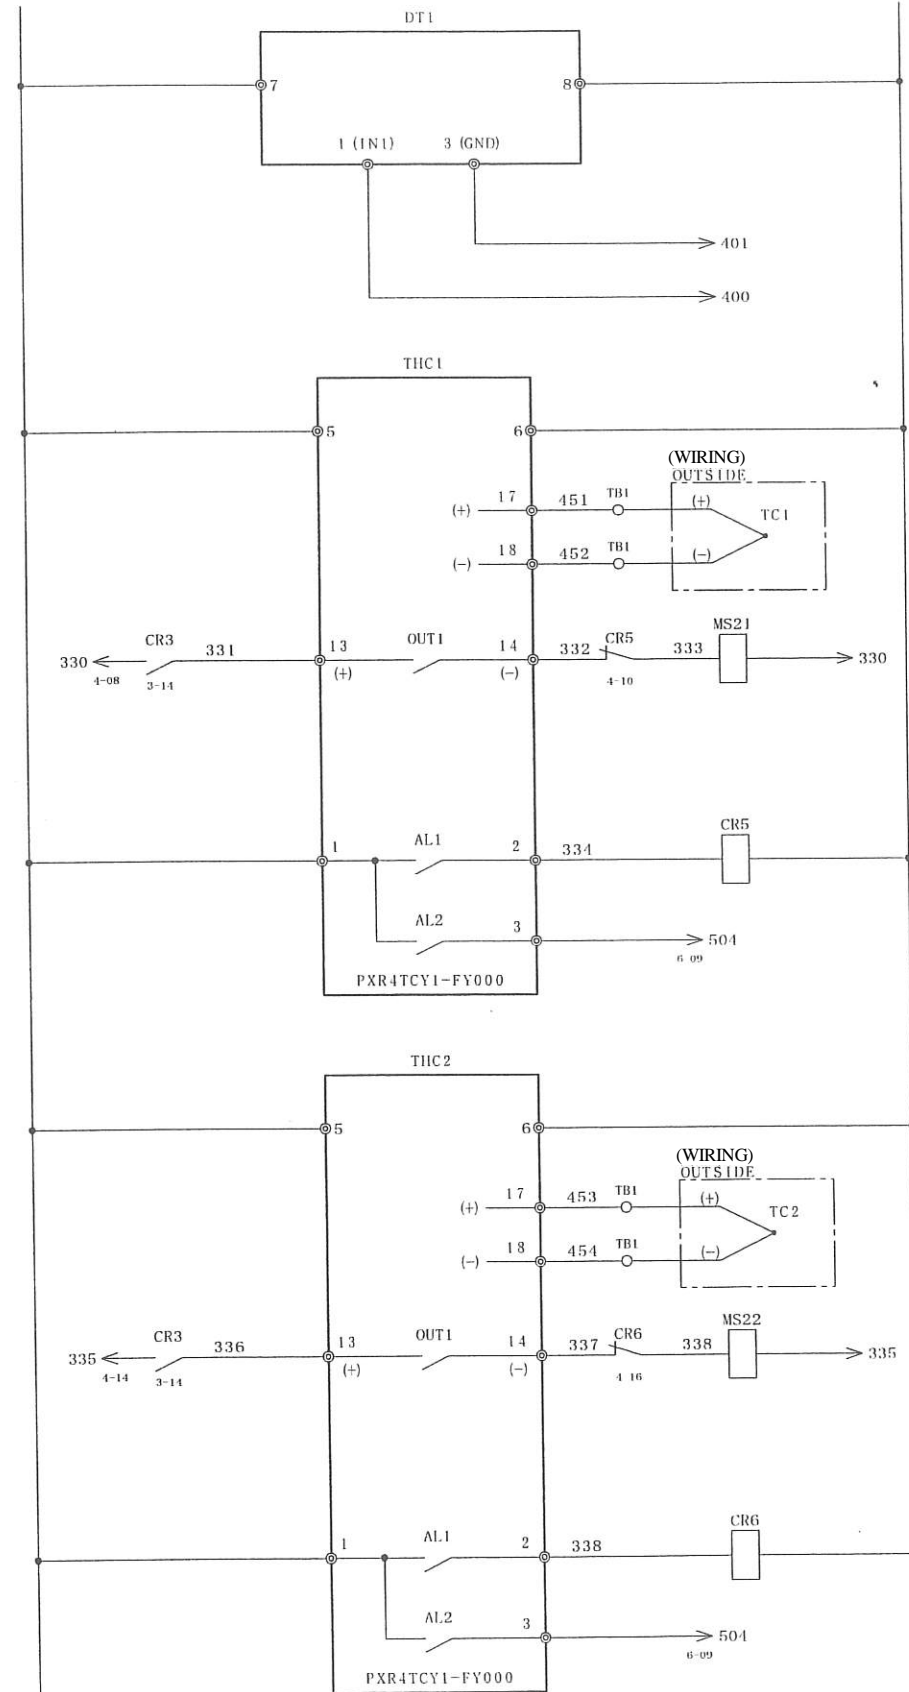 DT1
7 8
1 (IN1) 3 (GND)
401
400
THC1
5 6
(WIRING)
OUTSIDE
(+) 17 451 TB1 (+) TC1
(-) 18 452 TB1 (-)
330 CR3 331 13 OUT1 14 332 CR5 333 MS21 330
4-08 3-14 (+) (-) 4-10
1 AL1 2 334 CR5
AL2 3 504
6-09
PXR4TCY1-FY000
THC2
5 6
(WIRING)
OUTSIDE
(+) 17 453 TB1 (+) TC2
(-) 18 454 TB1 (-)
335 CR3 336 13 OUT1 14 337 CR6 338 MS22 335
4-14 3-14 (+) (-) 4-16
1 AL1 2 338 CR6
AL2 3 504
6-09
PXR4TCY1-FY000